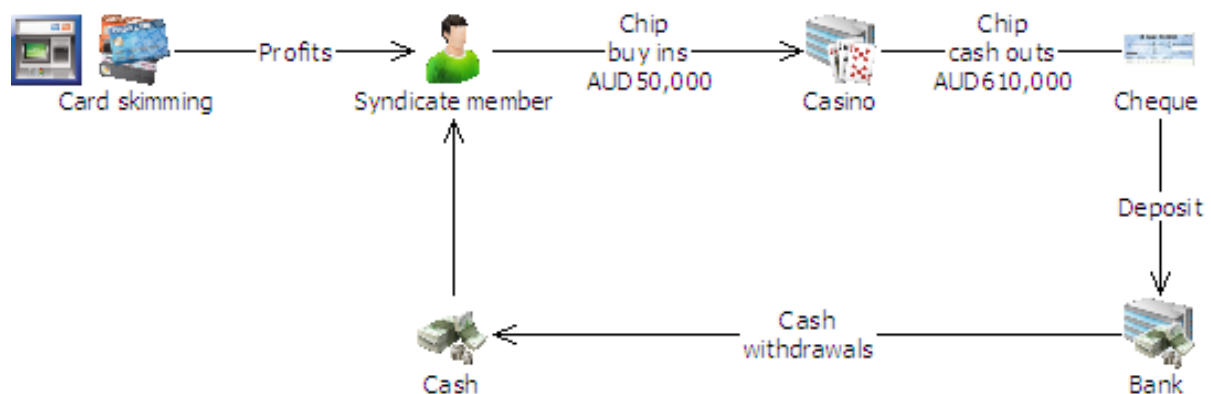 Card skimming
Profits
Syndicate member
Chip
buy ins
AUD50,000
Casino
Chip
cash outs
AUD610,000
Cheque
Deposit
Bank
Cash
withdrawals
Cash